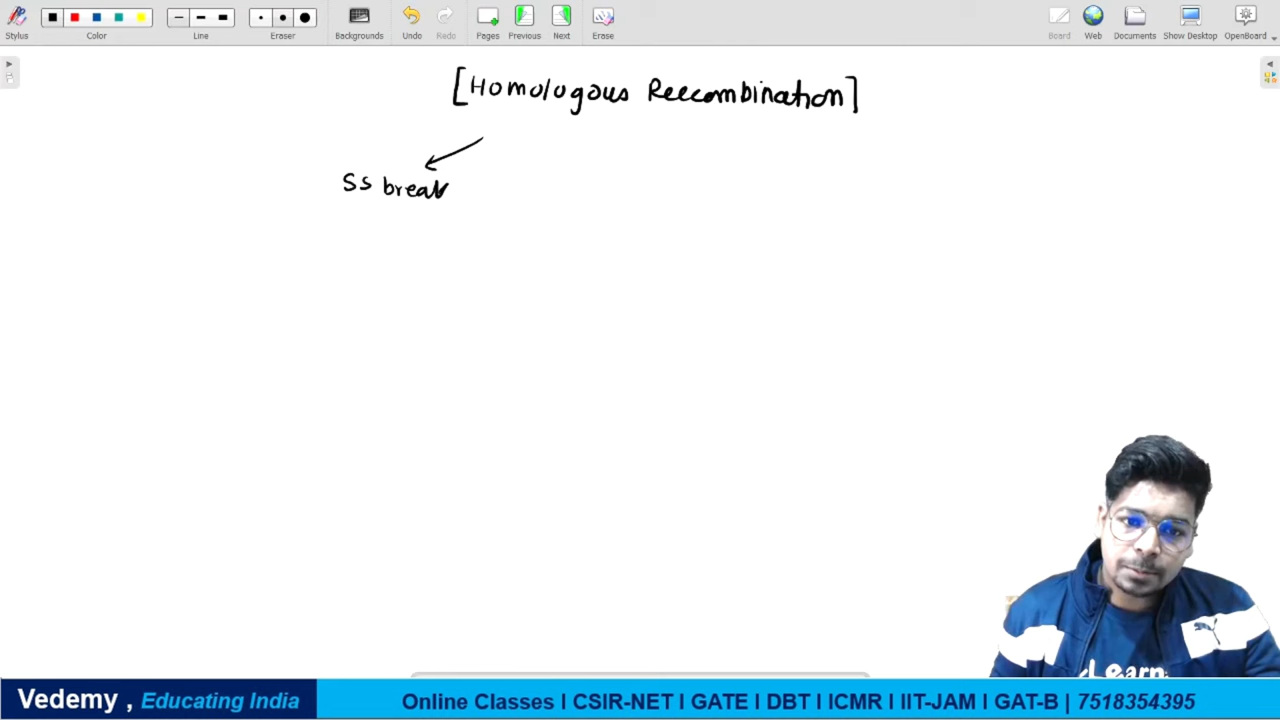 Stylus
Color
Line
Eraser
Backgrounds
Undo
Redo
Pages
Previous
Next
Erase
Board
Web
Documents
Show Desktop
OpenBoard
[Homologous Reecombination]
Ss break
Learn
Vedemy , Educating India
Online Classes I CSIR-NET I GATE I DBT I ICMR I IIT-JAM I GAT-B | 7518354395